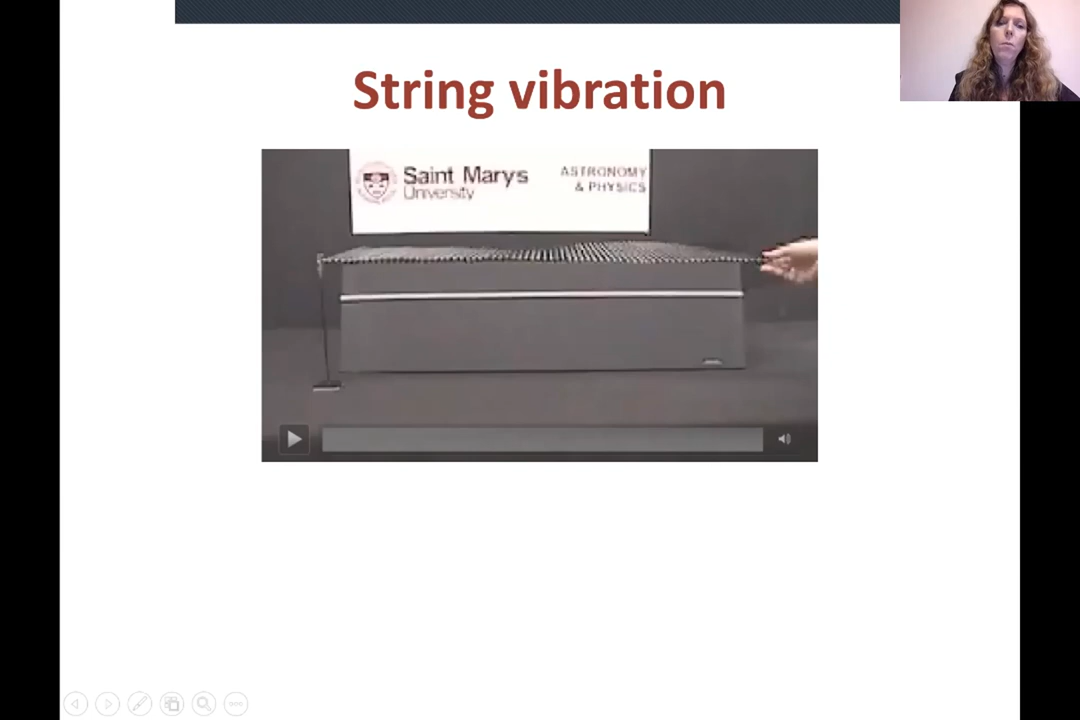 String vibration
Saint Marys
University
ASTRONOMY
& PHYSICS